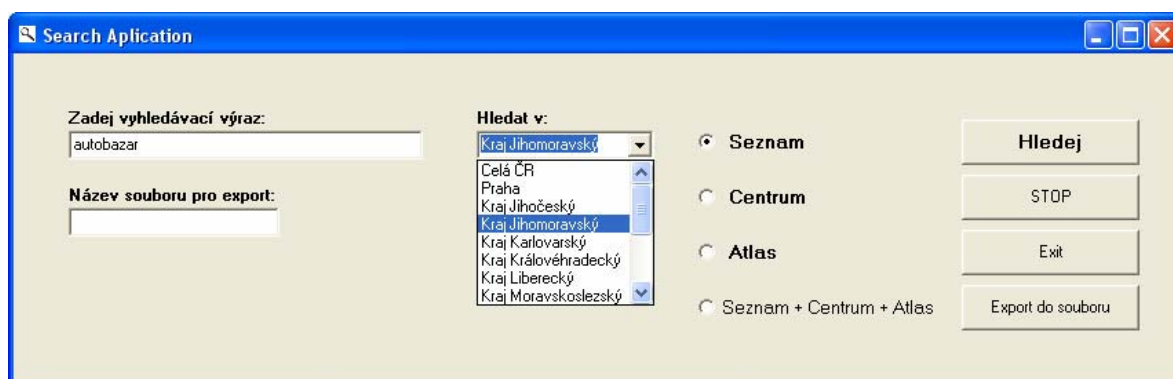 Search Aplication
Zadej vyhledávací výraz:
autobazar
Název souboru pro export:
Hledat v:
Kraj Jihomoravský
Celá ČR
Praha
Kraj Jihočeský
Kraj Jihomoravský
Kraj Karlovarský
Kraj Královéhradecký
Kraj Liberecký
Kraj Moravskoslezský
Seznam
Centrum
Atlas
Seznam + Centrum + Atlas
Hledej
STOP
Exit
Export do souboru